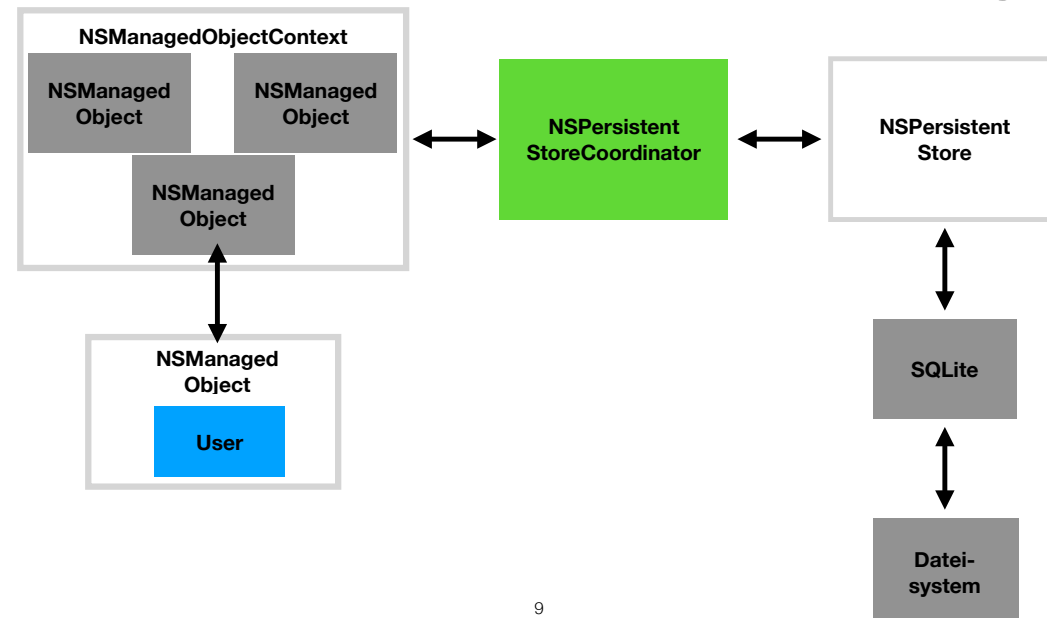 NSManagedObjectContext
NSManaged
Object
NSManaged
Object
NSManaged
Object
NSPersistent
StoreCoordinator
NSPersistent
Store
NSManaged
Object
User
SQLite
Datei-
system
9